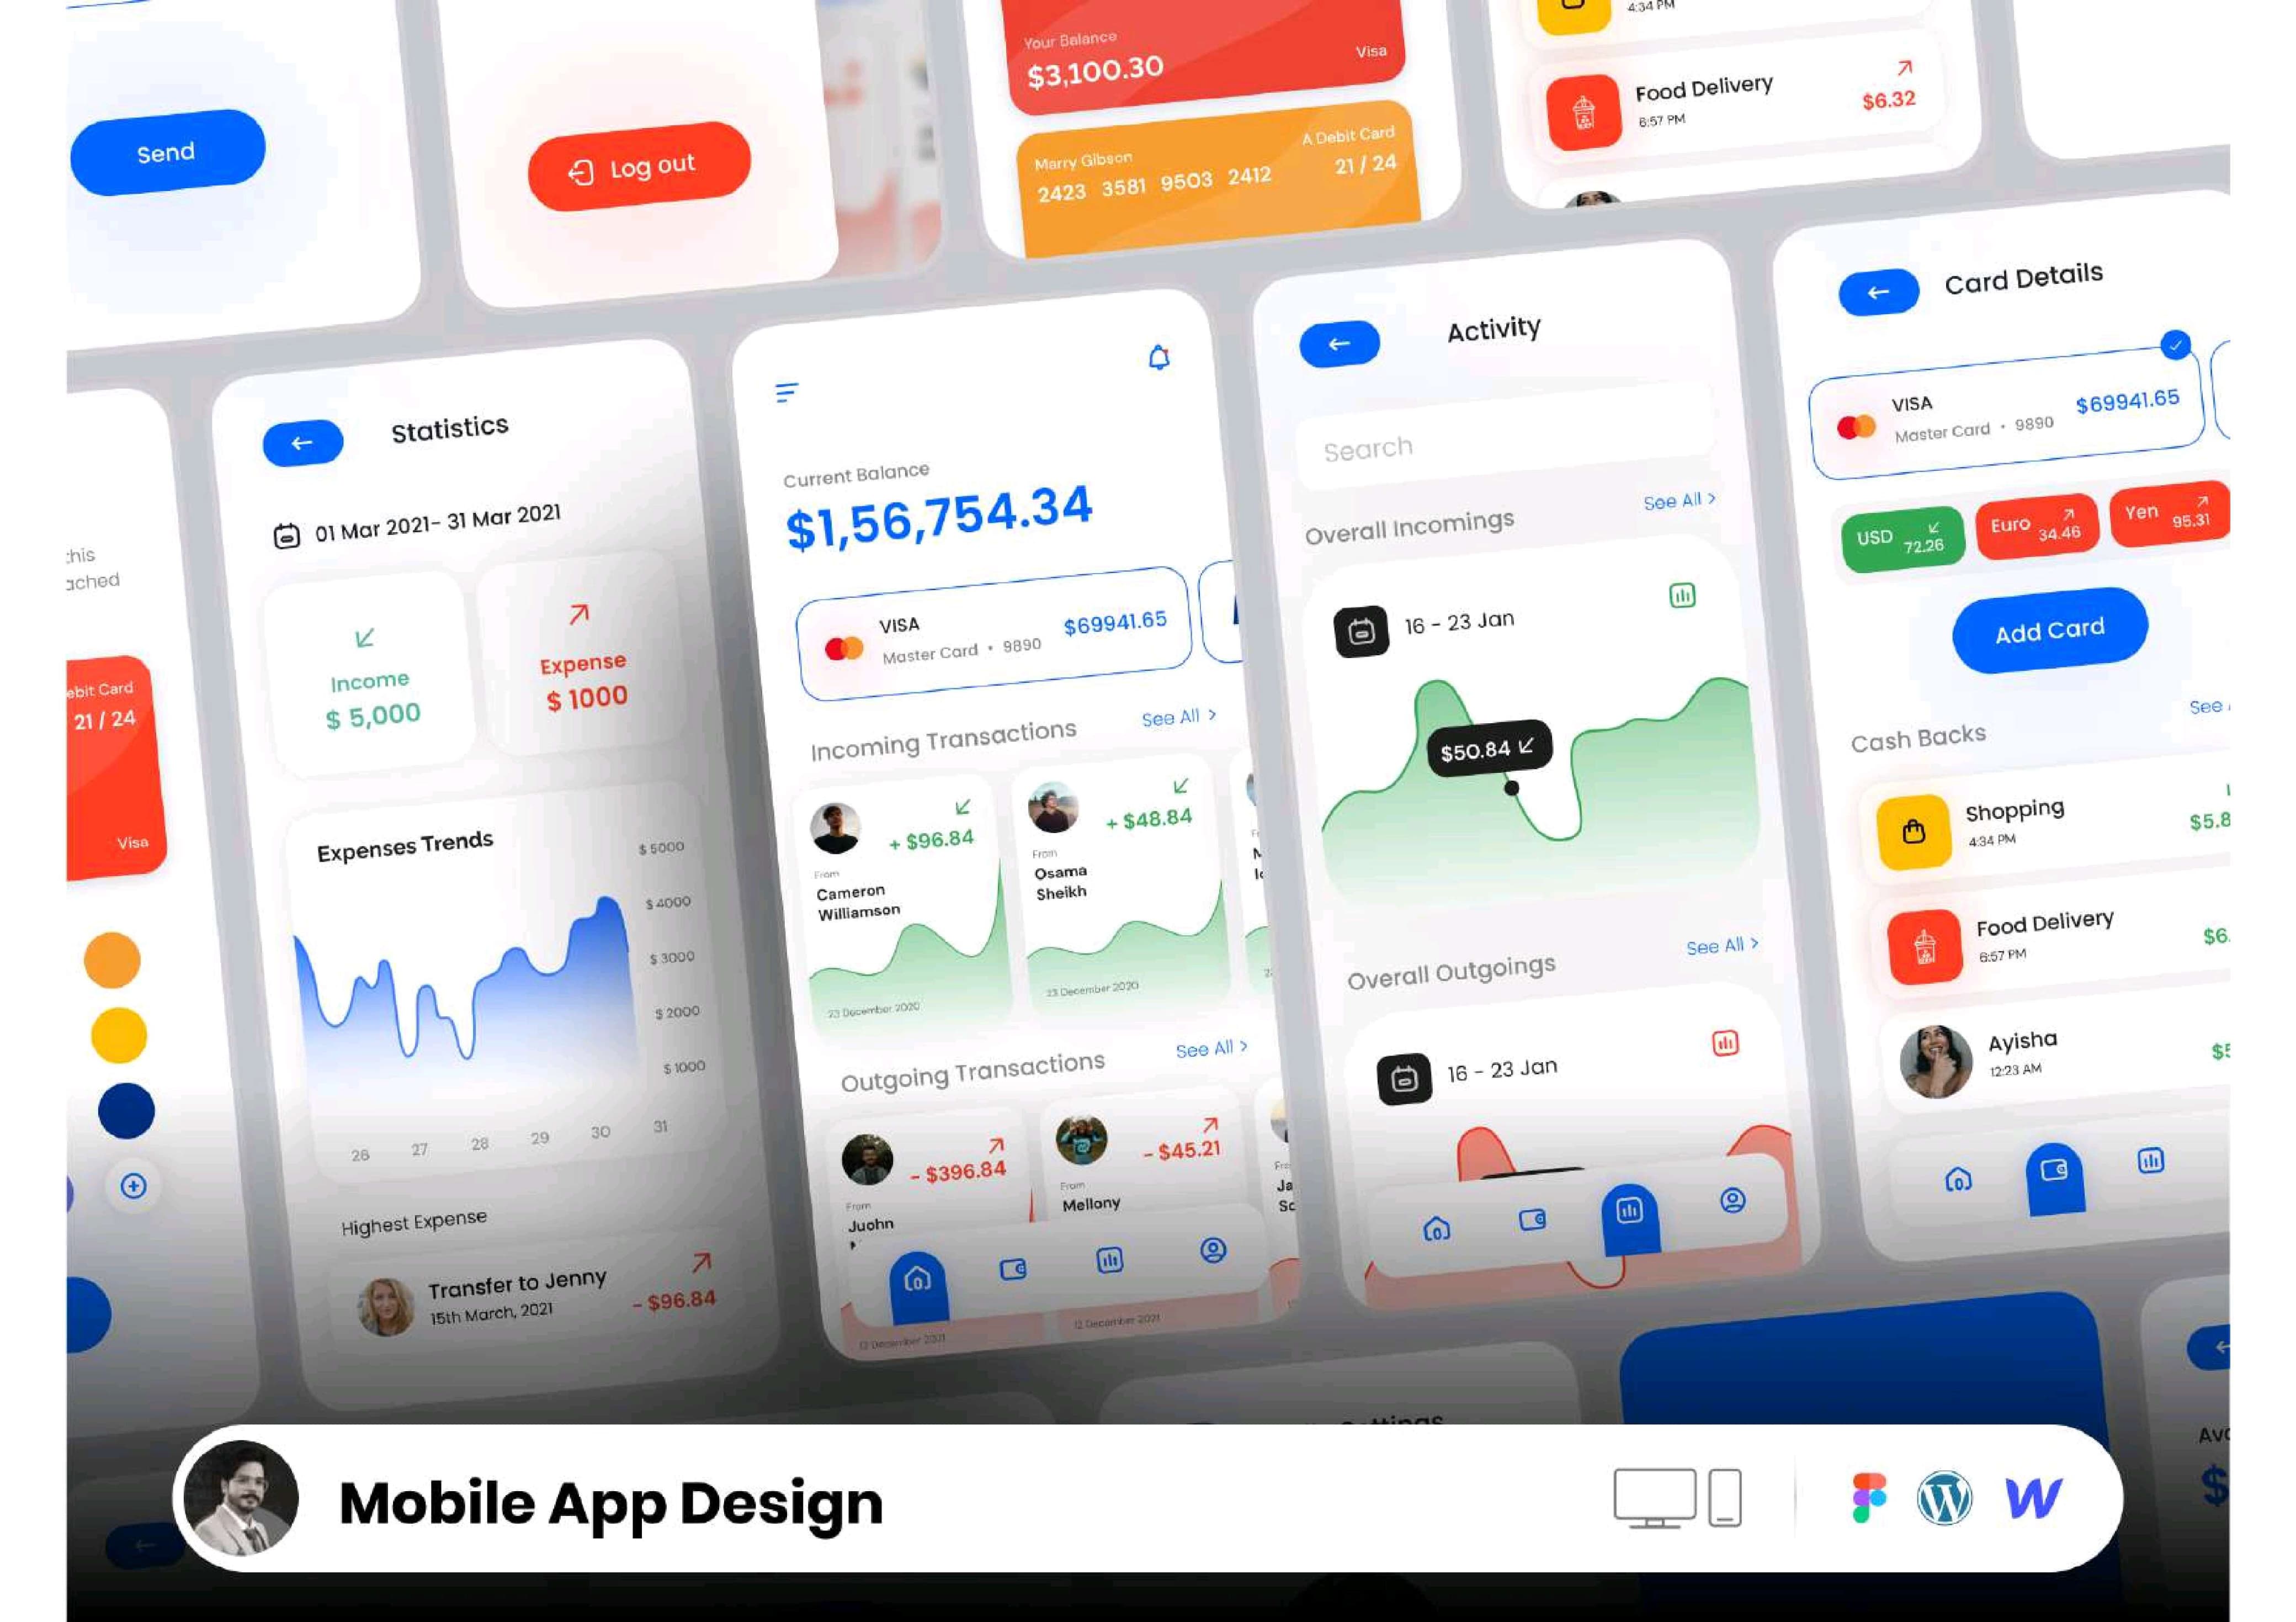 Send
Log out
Your Balance
$3,100.30
Visa
Marry Gibson
A Debit Card
2423 3581 9503 2412
21 / 24
4:34 PM
Food Delivery
6:57 PM
$6.32
ached
21 / 24
Visa
Statistics
01 Mar 2021- 31 Mar 2021
Income
$ 5,000
Expense
$ 1000
Expenses Trends
$ 5000
$ 4000
$ 3000
$ 2000
$ 1000
26 27 28 29 30 31
Highest Expense
Transfer to Jenny
15th March, 2021
- $96.84
Current Balance
$1,56,754.34
VISA
Master Card • 9890
$69941.65
Incoming Transactions
See All >
+ $96.84
From
Cameron
Williamson
23 December 2020
+ $48.84
From
Osama
Sheikh
23 December 2020
Outgoing Transactions
See All >
- $396.84
From
Juohn
12 December 2021
- $45.21
From
Mellony
12 December 2021
Activity
Search
Overall Incomings
See All >
16 - 23 Jan
$50.84
Overall Outgoings
See All >
16 - 23 Jan
Card Details
VISA
Master Card • 9890
$69941.65
USD
72.26
Euro
34.46
Yen
95.31
Add Card
Cash Backs
See
Shopping
4:34 PM
$5.8
Food Delivery
6:57 PM
$6.
Ayisha
12:23 AM
Mobile App Design